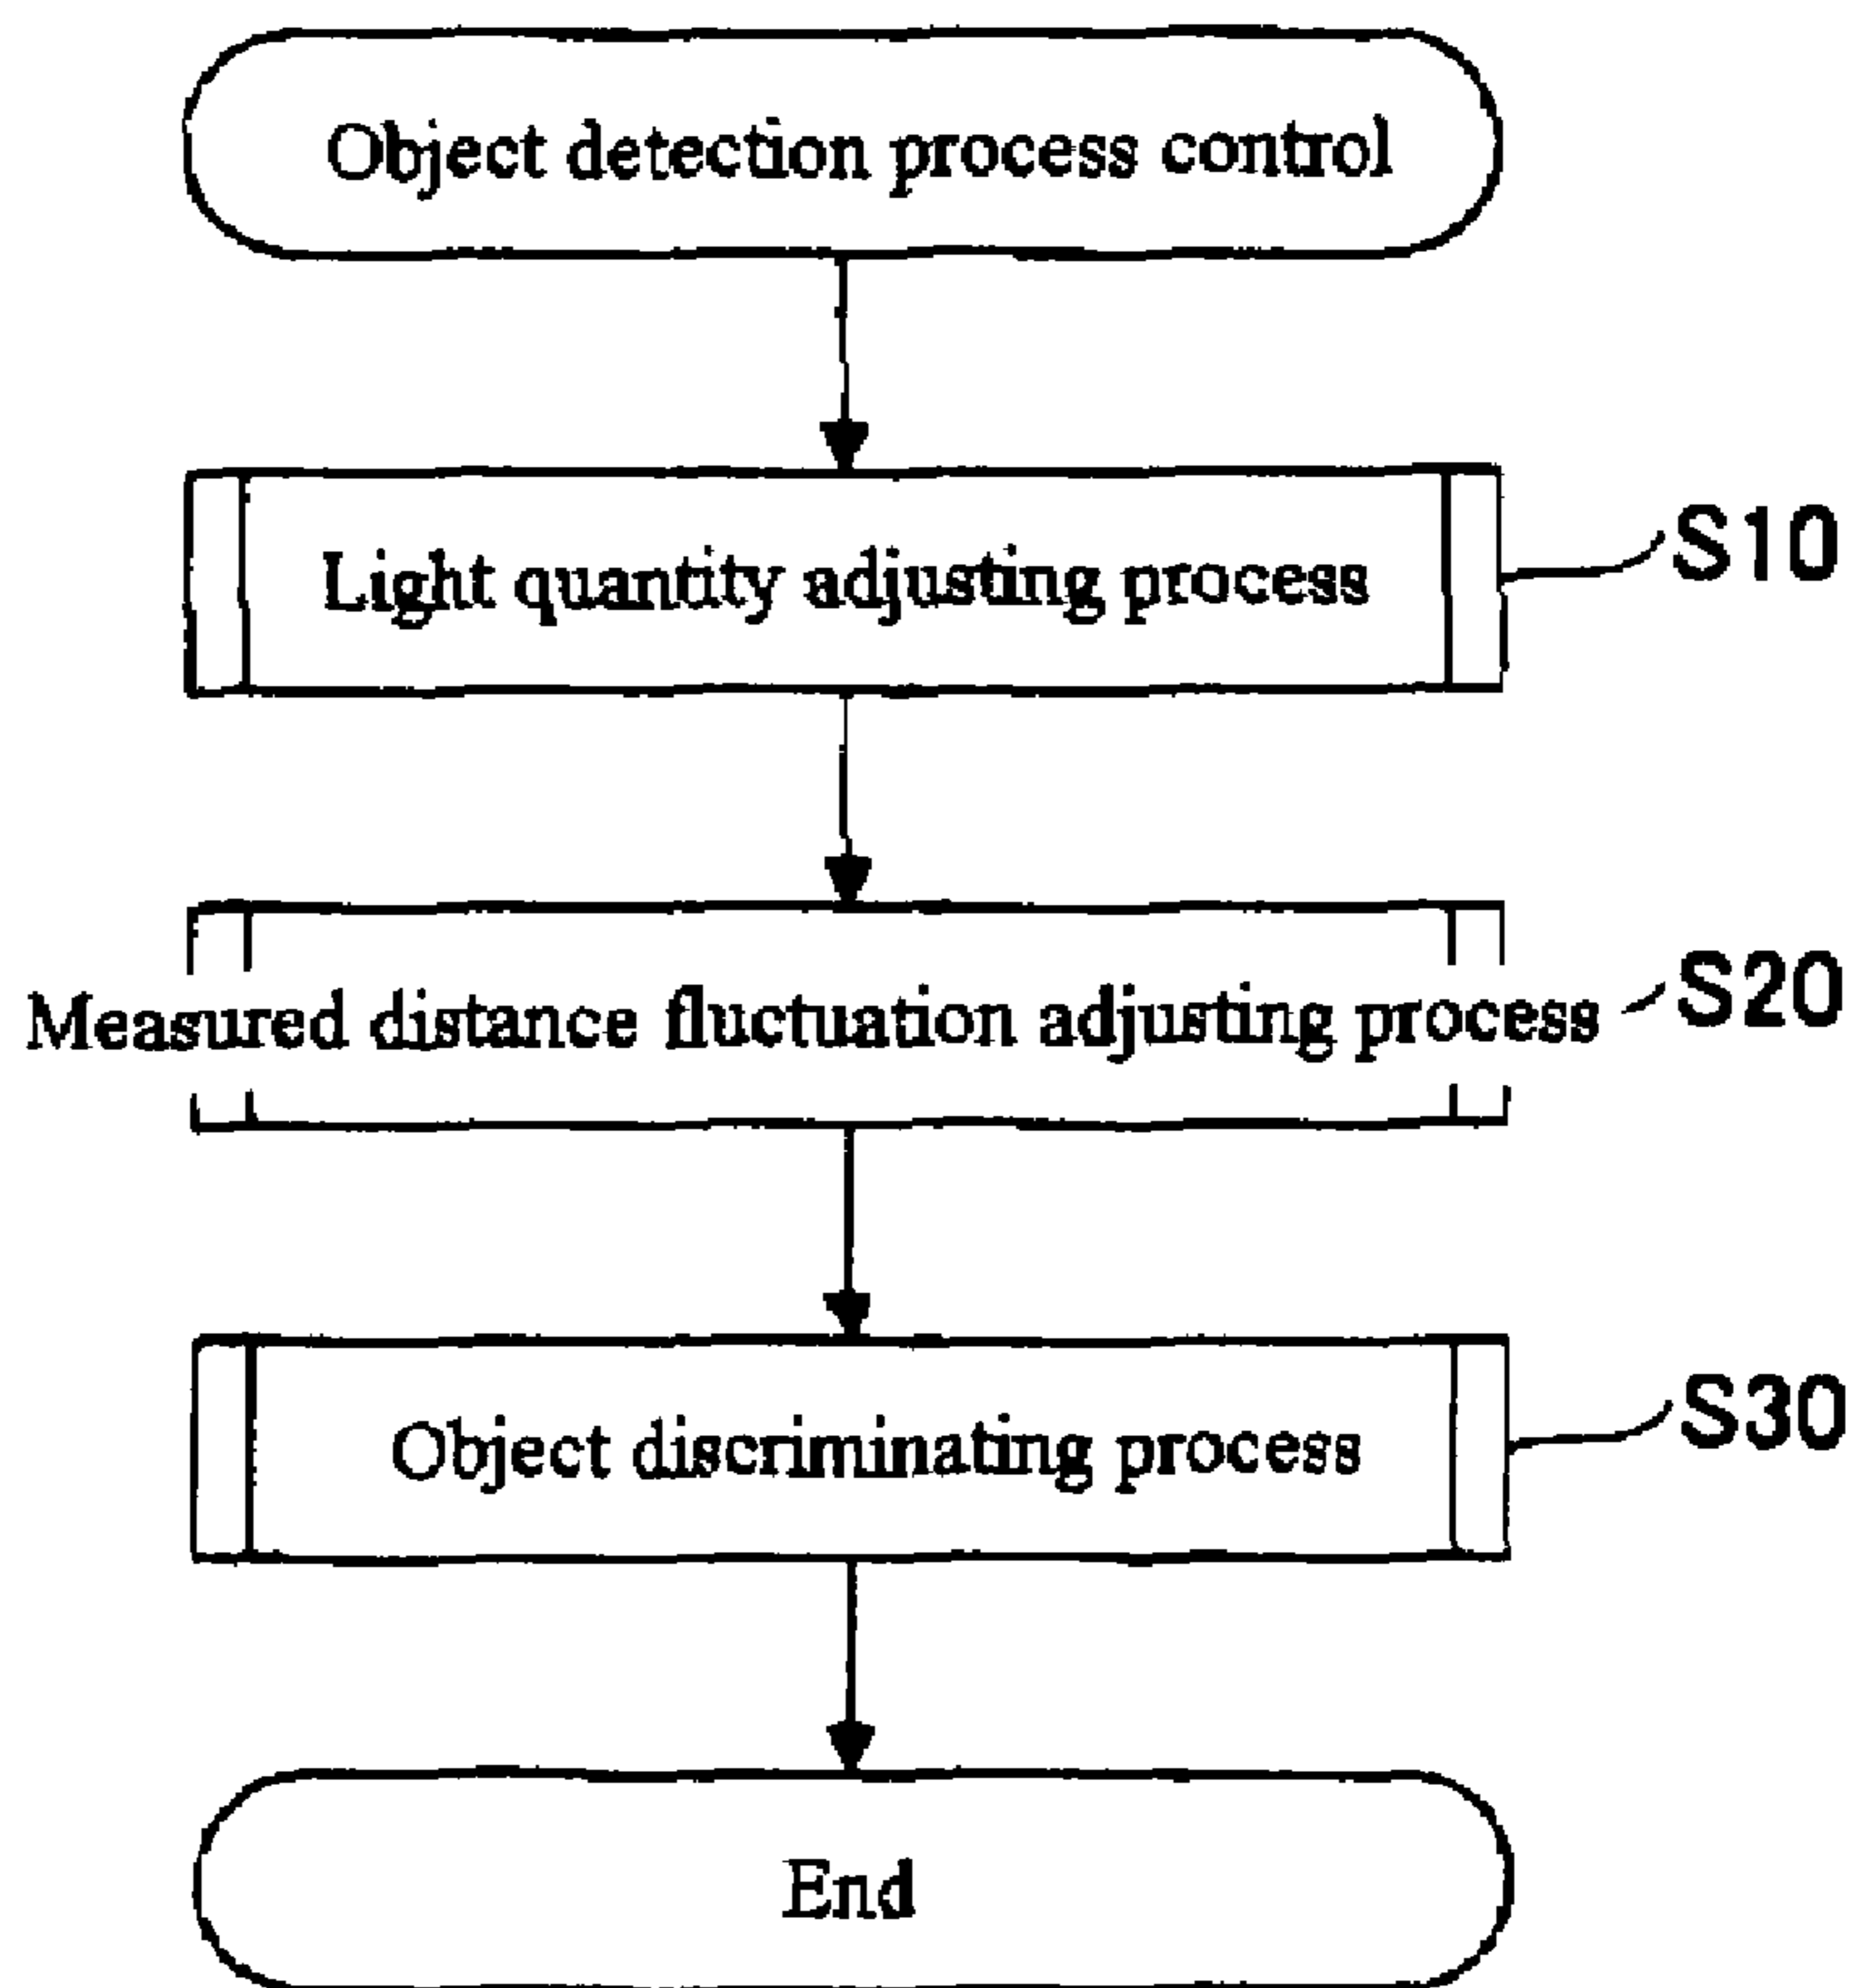 Object detection process control
Light quantity adjusting process
S10
Measured distance fluctuation adjusting process
S20
Object discriminating process
S30
End